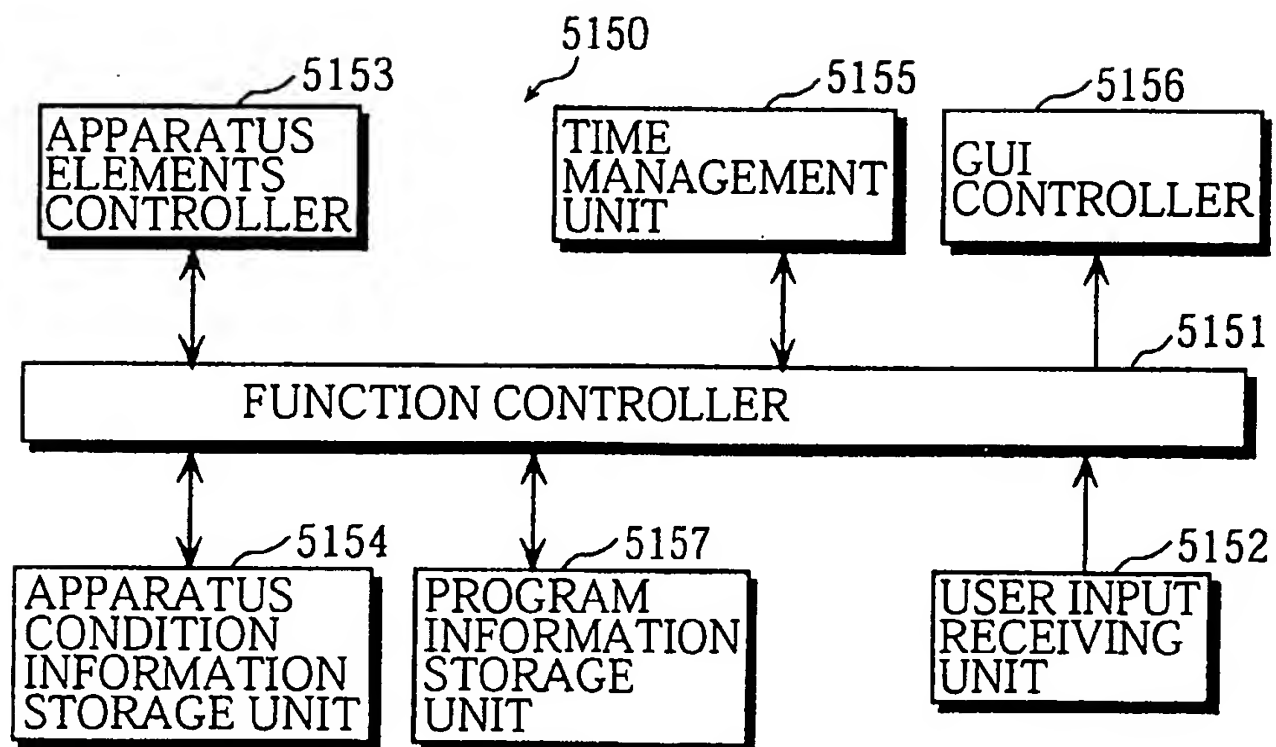 5150
5153
5155
5156
APPARATUS
ELEMENTS
CONTROLLER
TIME
MANAGEMENT
UNIT
GUI
CONTROLLER
5151
FUNCTION CONTROLLER
5154
5157
5152
APPARATUS
CONDITION
INFORMATION
STORAGE UNIT
PROGRAM
INFORMATION
STORAGE
UNIT
USER INPUT
RECEIVING
UNIT